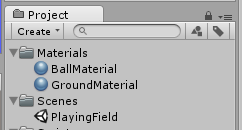 Project
Create
Materials
BallMaterial
GroundMaterial
Scenes
PlayingField